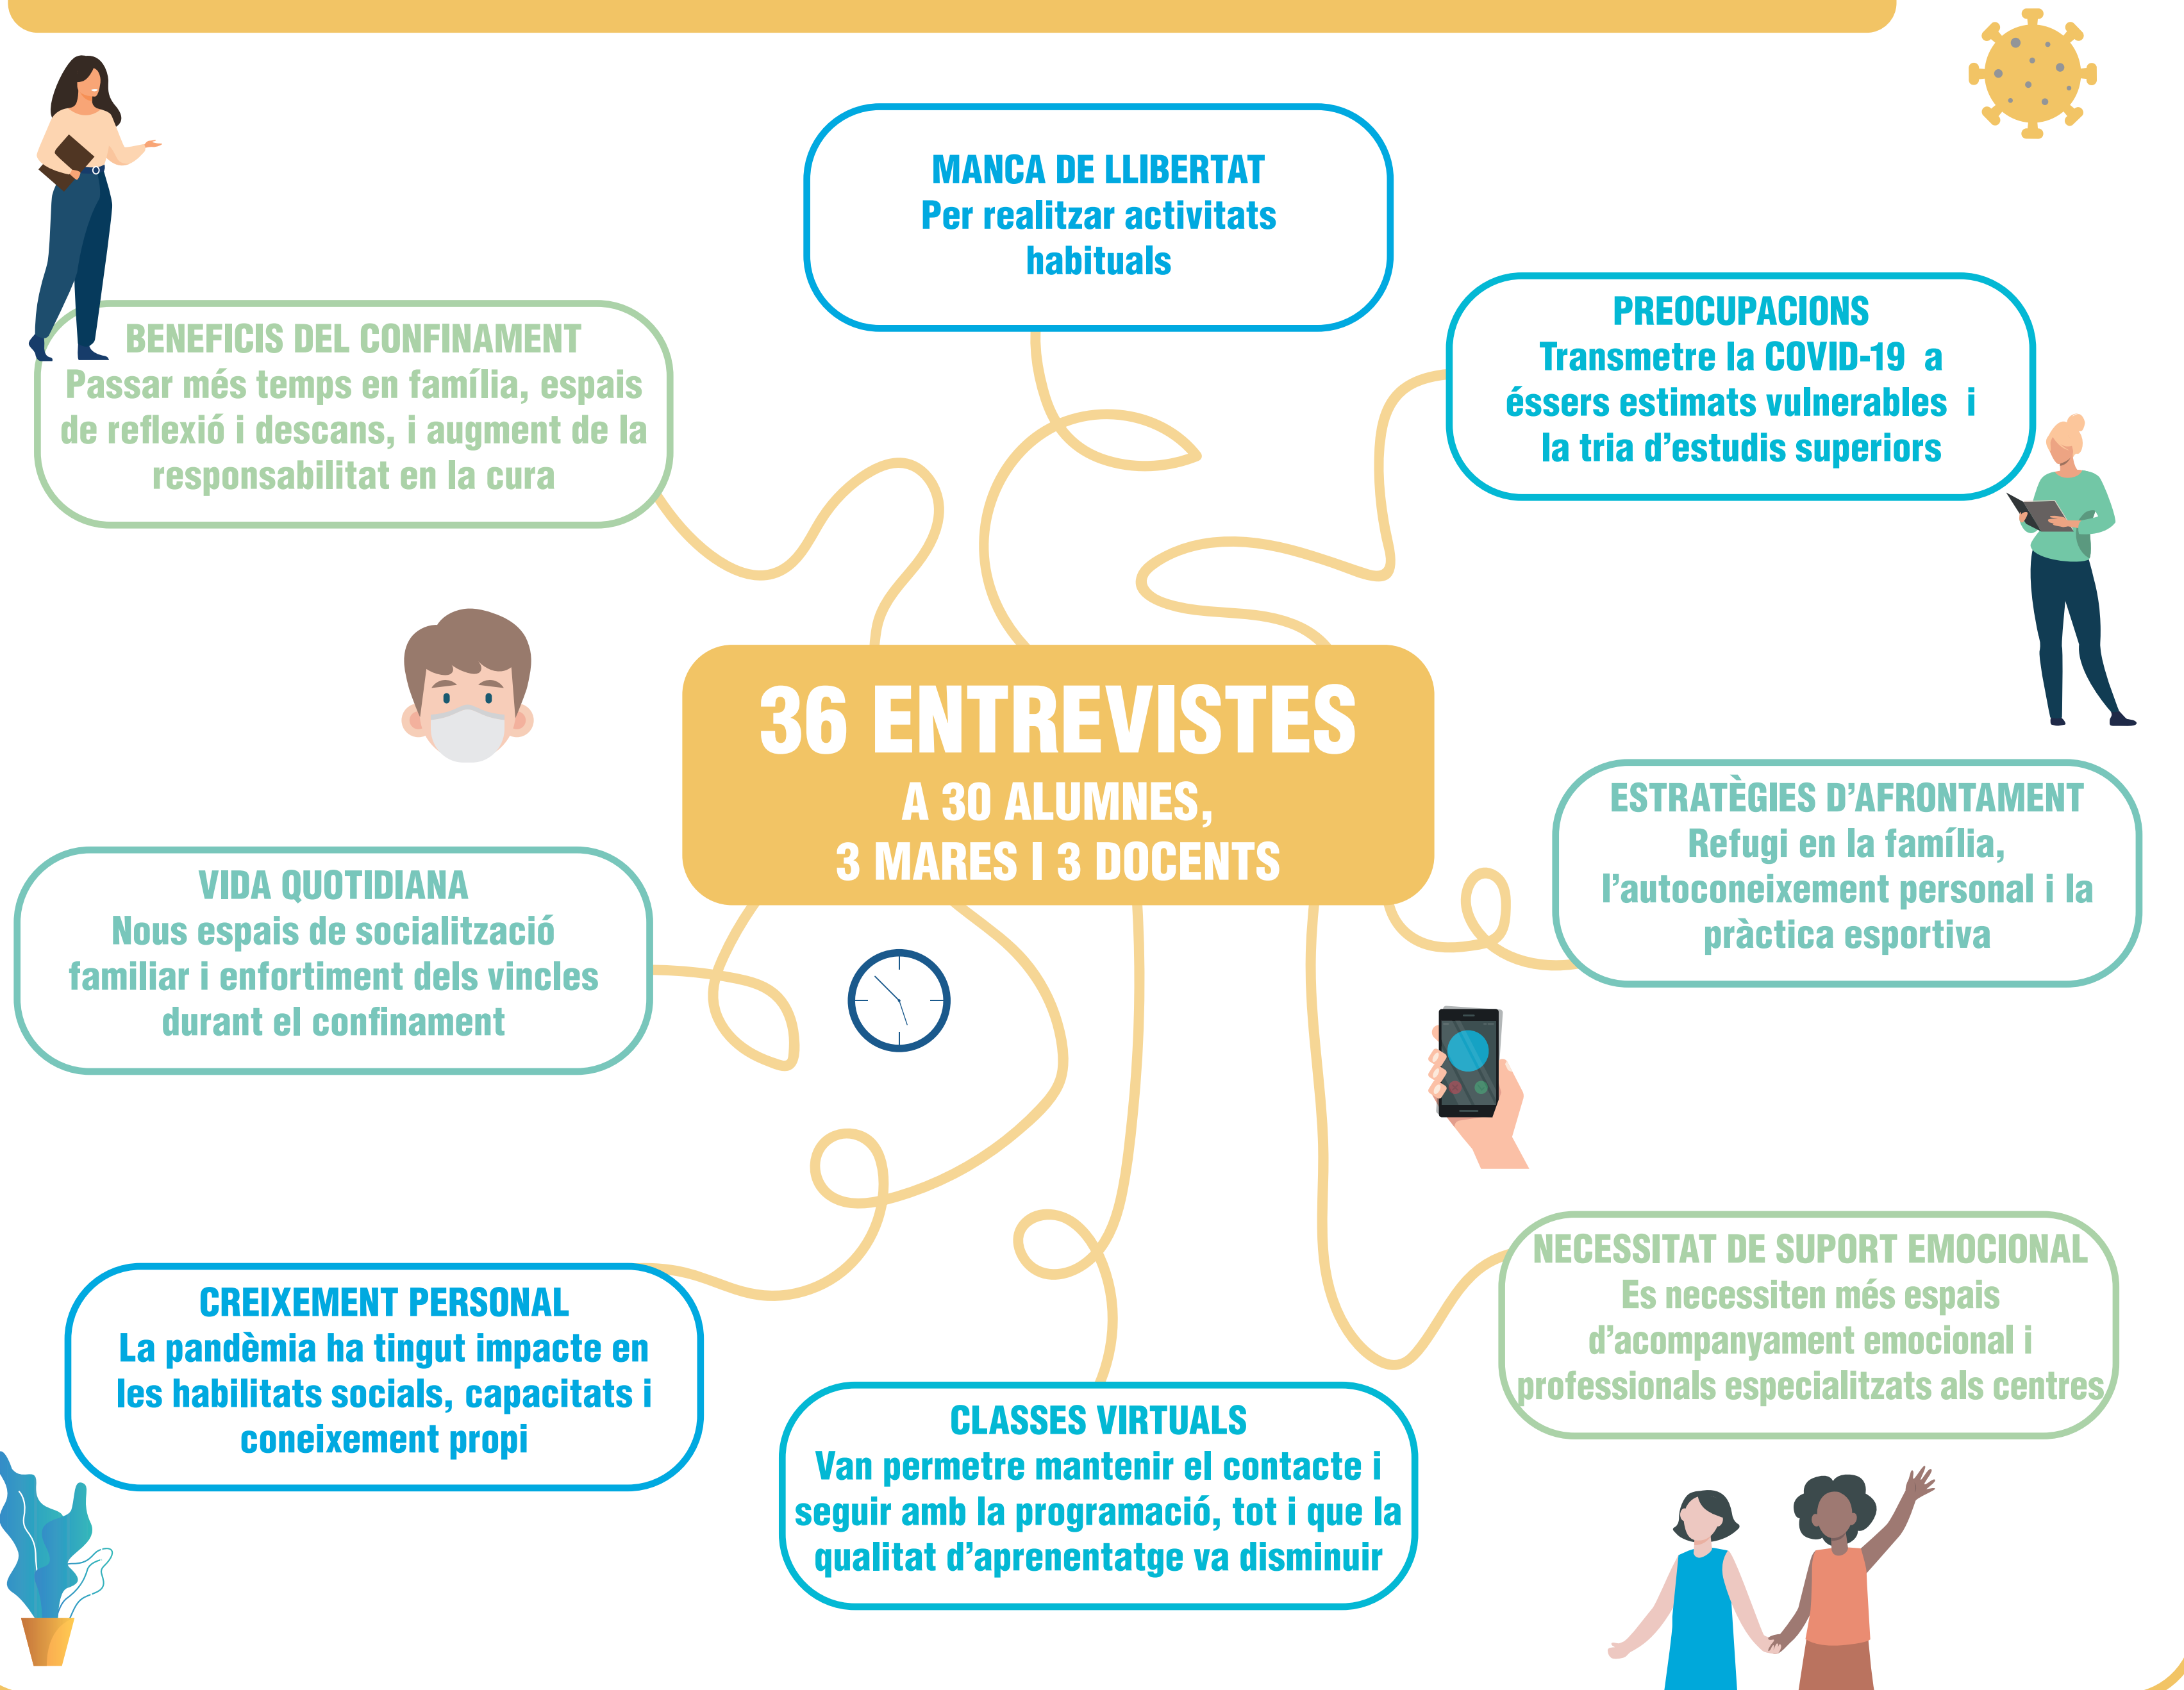 MANCA DE LLIBERTAT
Per realitzar activitats
habituals
PREOCUPACIONS
Transmetre la COVID-19 a
éssers estimats vulnerables i
la tria d'estudis superiors
BENEFICIS DEL CONFINAMENT
Passar més temps en família, espais
de reflexió i descans, i augment de la
responsabilitat en la cura
36 ENTREVISTES
A 30 ALUMNES,
3 MARES I 3 DOCENTS
ESTRATÈGIES D'AFRONTAMENT
Refugi en la família,
l'autoconeixement personal i la
pràctica esportiva
VIDA QUOTIDIANA
Nous espais de socialització
familiar i enfortiment dels vincles
durant el confinament
NECESSITAT DE SUPORT EMOCIONAL
Es necessiten més espais
d'acompanyament emocional i
professionals especialitzats als centres
CREIXEMENT PERSONAL
La pandèmia ha tingut impacte en
les habilitats socials, capacitats i
coneixement propi
CLASSES VIRTUALS
Van permetre mantenir el contacte i
seguir amb la programació, tot i que la
qualitat d'aprenentatge va disminuir